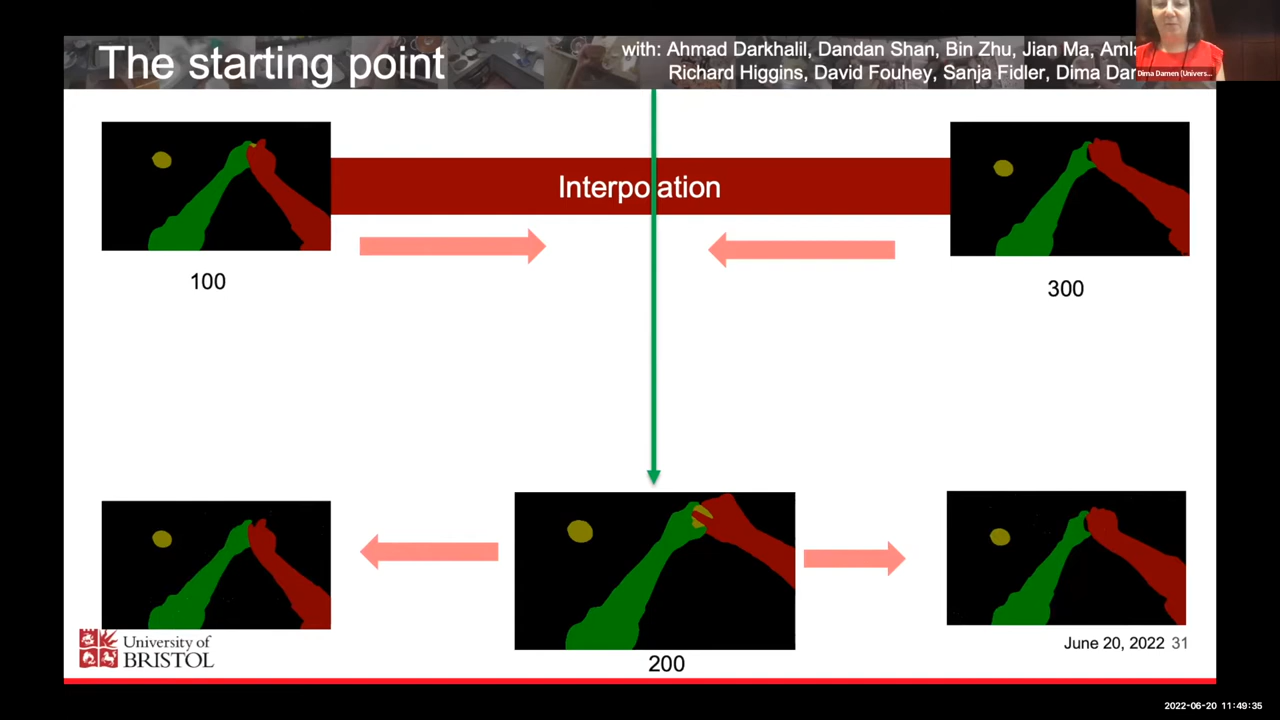 The starting point
with: Ahmad Darkhalil, Dandan Shan, Bin Zhu, Jian Ma,
Richard Higgins, David Fouhey, Sanja Fidler, Dima
Dima Damen (Univers...
Interpolation
100
300
200
University of
BRISTOL
June 20, 2022 31
2022-06-20 11:49:35